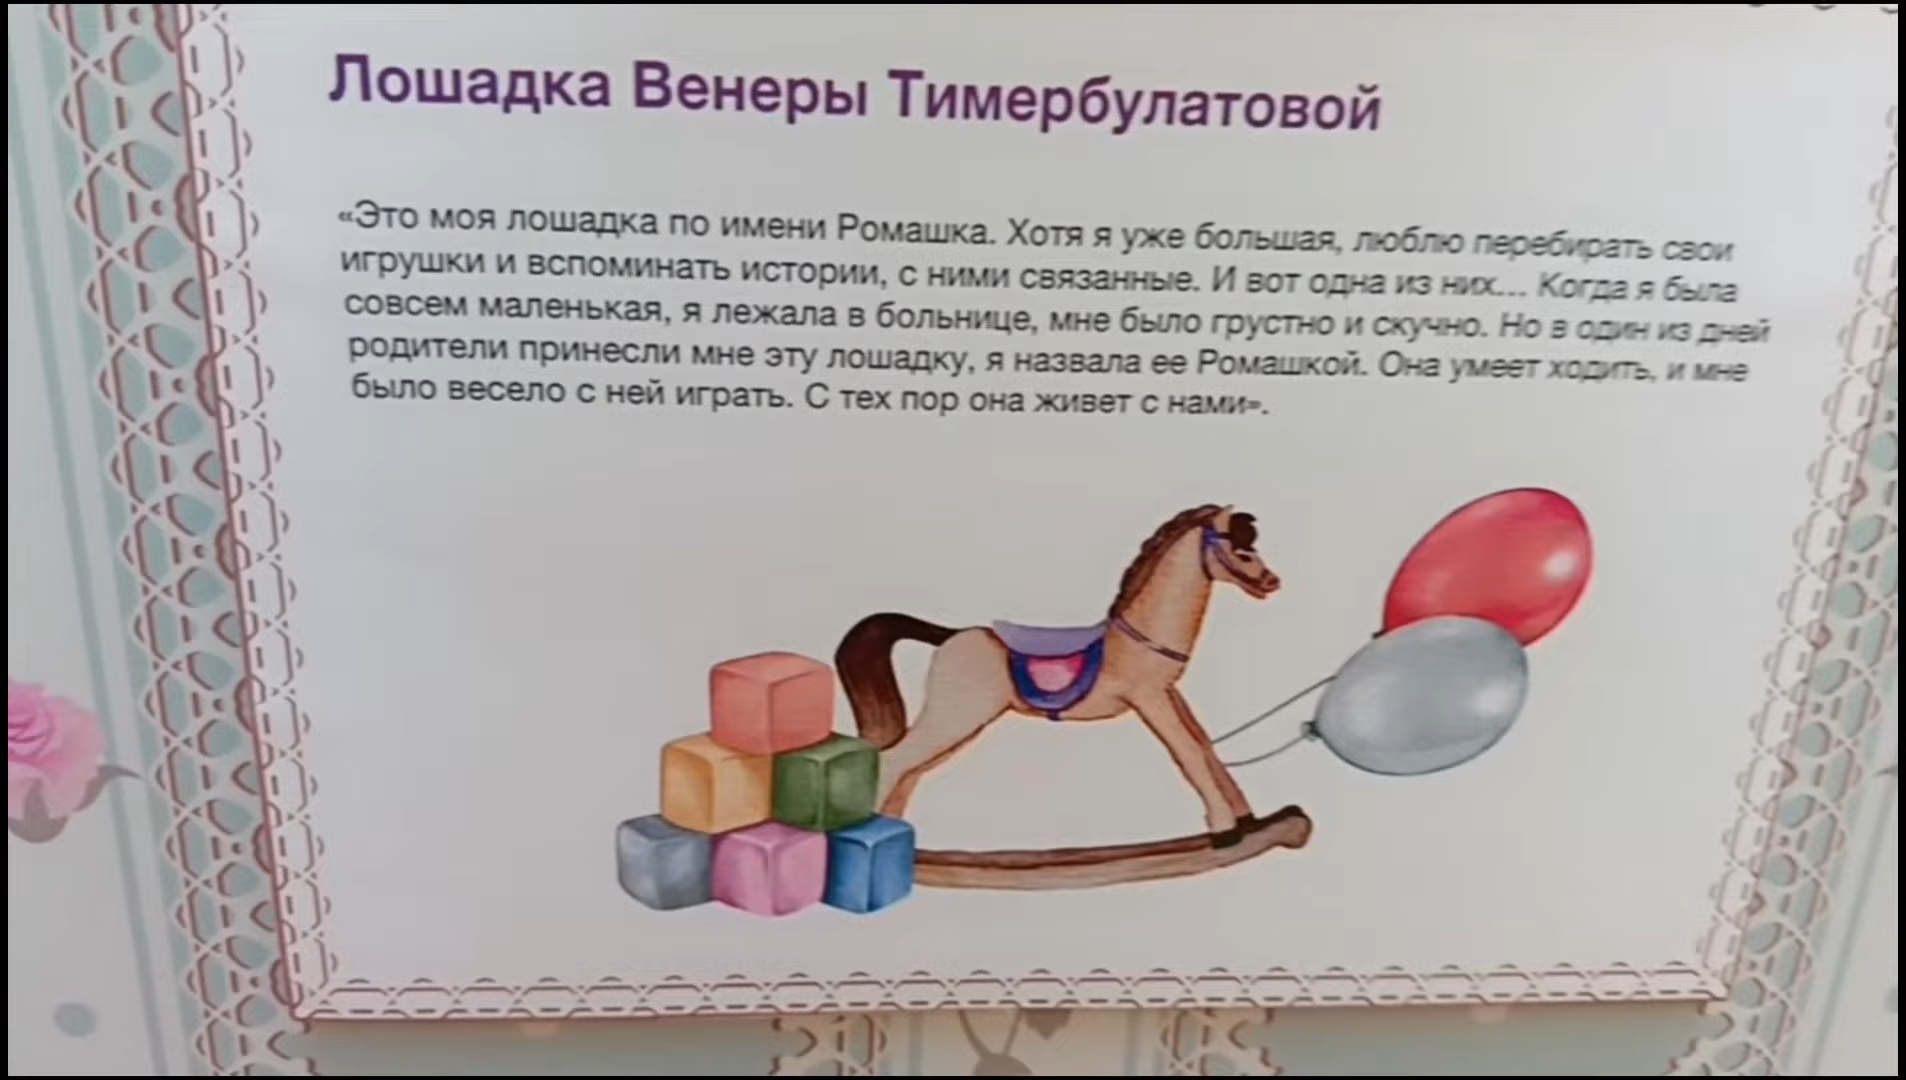 Лошадка Венеры Тимербулатовой
«Это моя лошадка по имени Ромашка. Хотя я уже большая, люблю перебирать свои
игрушки и вспоминать истории, с ними связанные. И вот одна из них... Когда я была
совсем маленькая, я лежала в больнице, мне было грустно и скучно. Но в один из дней
родители принесли мне эту лошадку, я назвала ее Ромашкой. Она умеет ходить, и мне
было весело с ней играть. С тех пор она живет с нами».